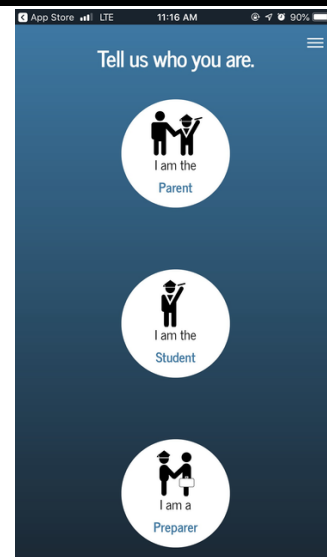 App Store LTE 11:16 AM 90%
Tell us who you are.
I am the
Parent
I am the
Student
I am a
Preparer